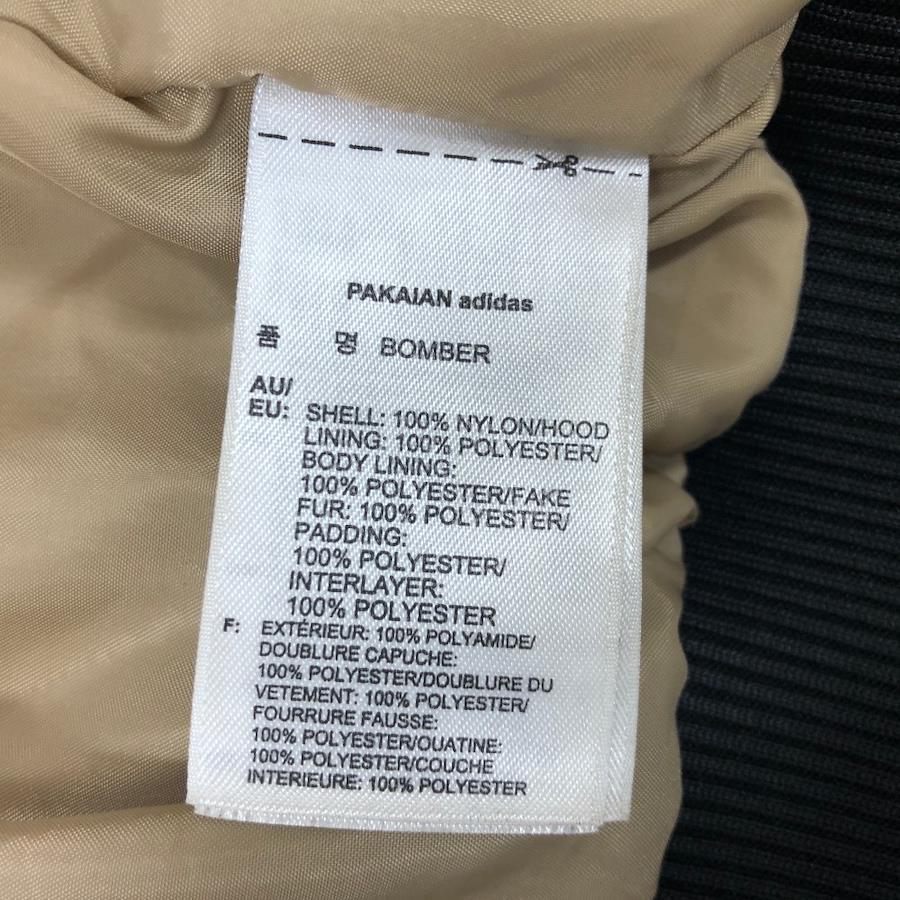 PAKAIAN adidas
품 명 BOMBER
AU/
EU: SHELL: 100% NYLON/HOOD
LINING: 100% POLYESTER/
BODY LINING:
100% POLYESTER/FAKE
FUR: 100% POLYESTER/
PADDING:
100% POLYESTER/
INTERLAYER:
100% POLYESTER
F: EXTÉRIEUR: 100% POLYAMIDE/
DOUBLURE CAPUCHE:
100% POLYESTER/DOUBLURE DU
VETEMENT: 100% POLYESTER/
FOURRURE FAUSSE:
100% POLYESTER/OUATINE:
100% POLYESTER/COUCHE
INTERIEURE: 100% POLYESTER